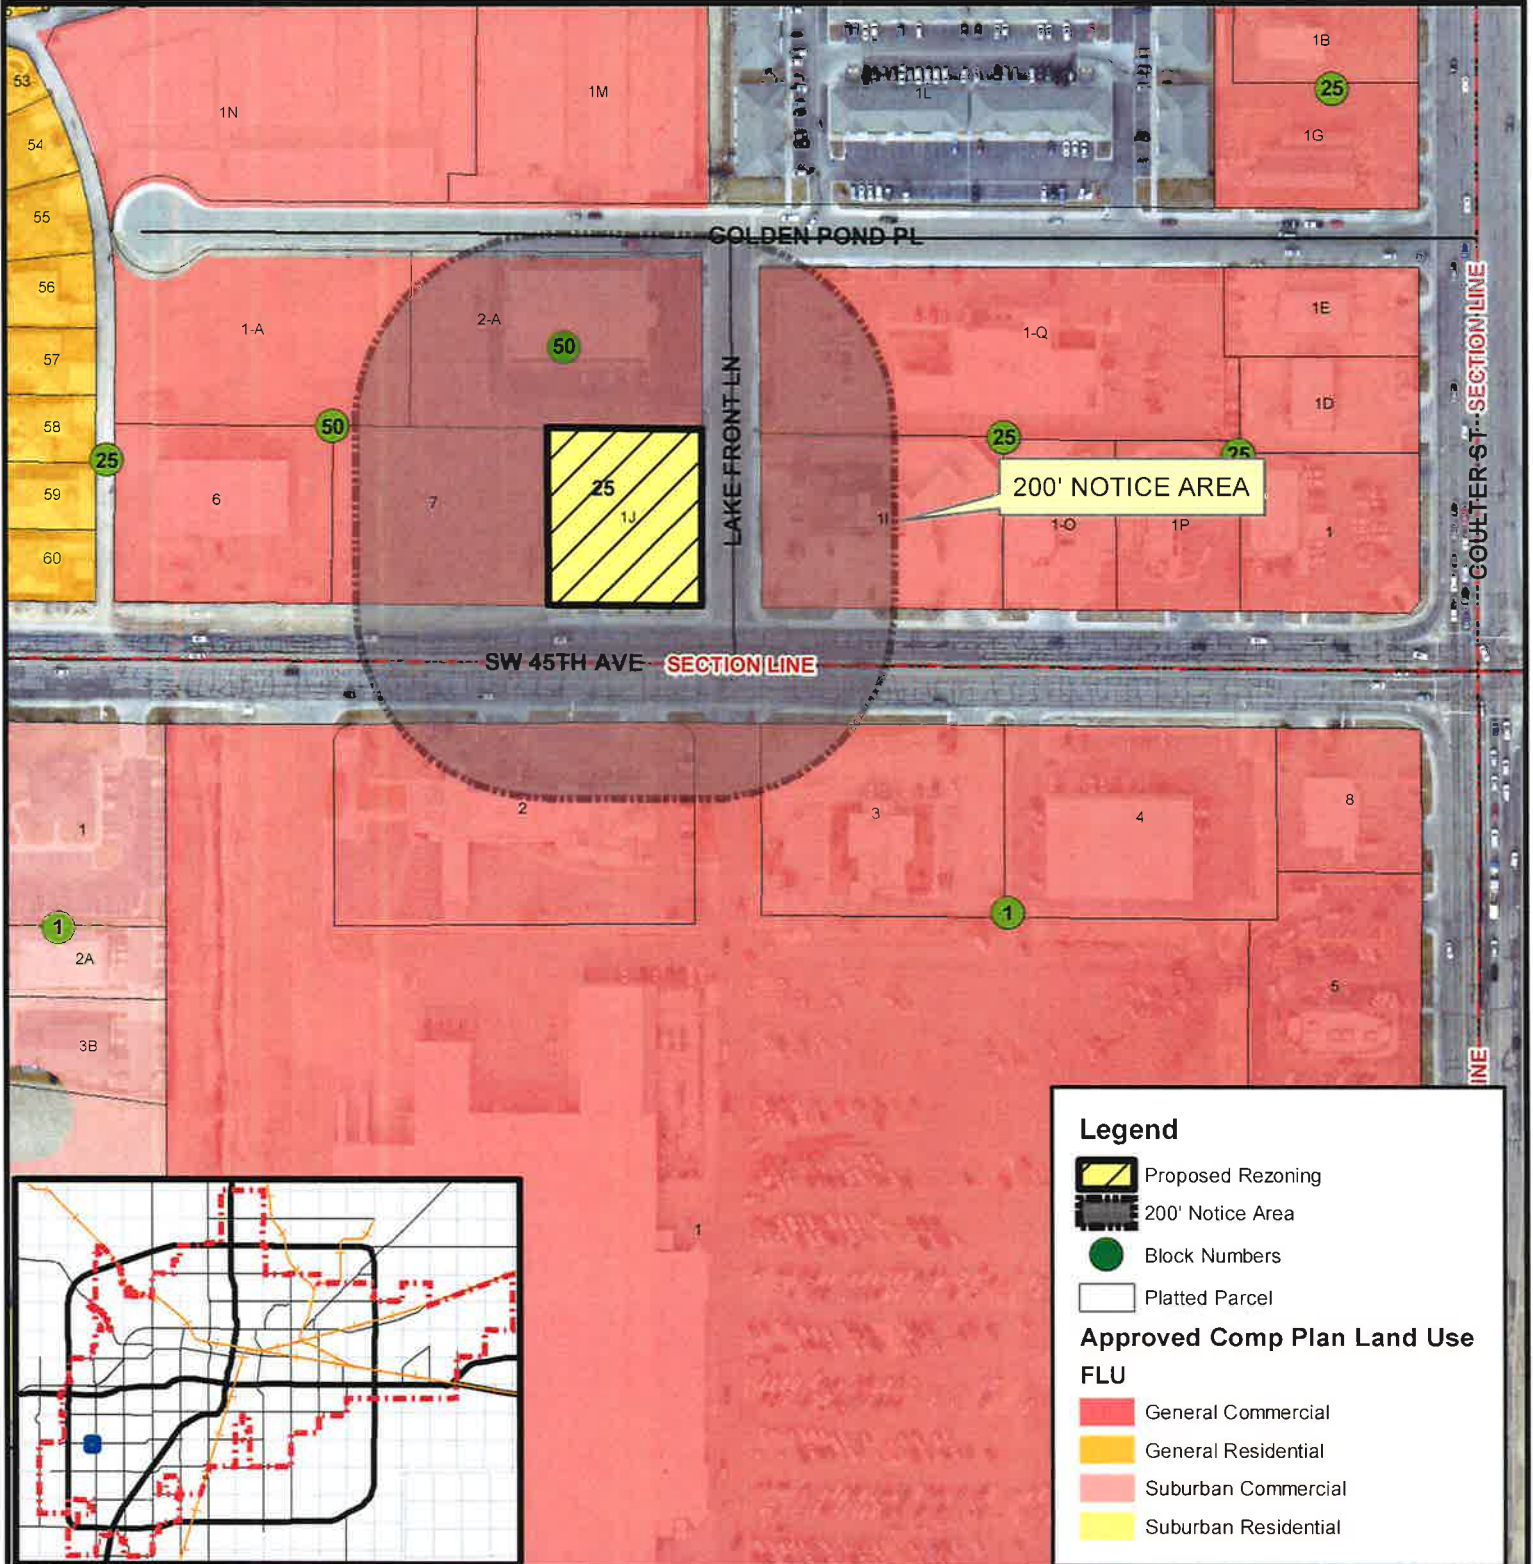 1B
25
53
1M
1L
1N
1G
54
55
GOLDEN POND PL
56
1-A
2-A
50
1-Q
1E
57
1D
58
50
25
25
25
59
6
7
25
1J
LAKE FRONT LN
1I
200' NOTICE AREA
1-O
1P
1
COULTER ST
SECTION LINE
60
SW 45TH AVE
SECTION LINE
1
2
3
4
8
1
1
2A
5
3B
INE
1
Legend
Proposed Rezoning
200' Notice Area
Block Numbers
Platted Parcel
Approved Comp Plan Land Use
FLU
General Commercial
General Residential
Suburban Commercial
Suburban Residential